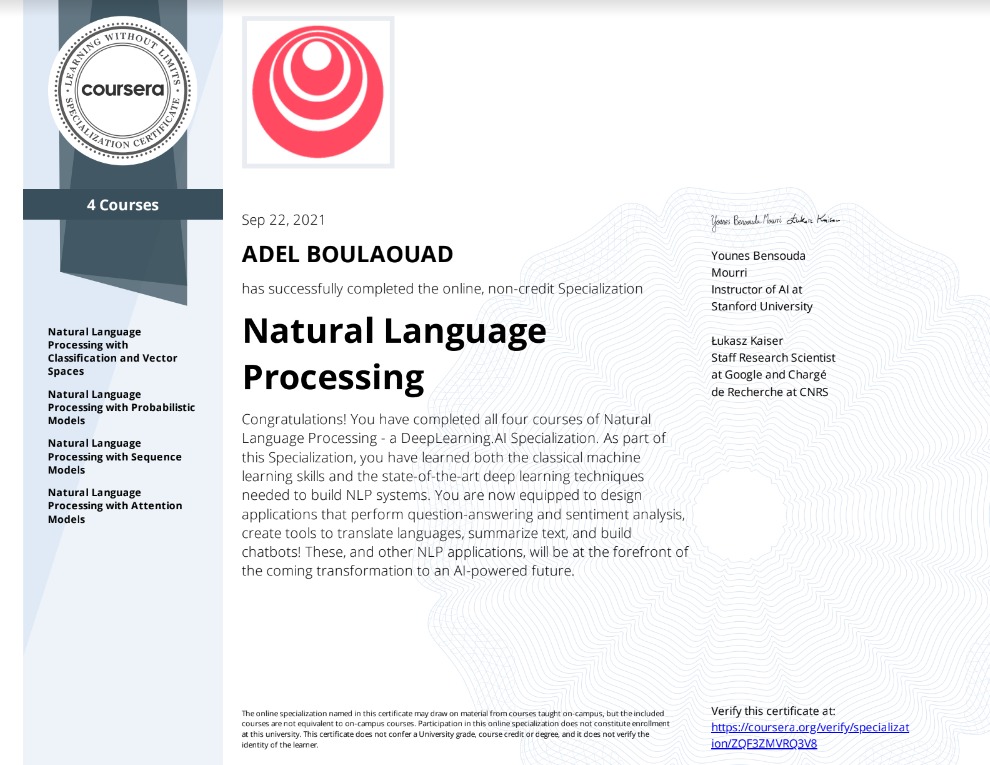 LEARNING WITHOUT LIMITS
coursera
SPECIALIZATION CERTIFICATE
4 Courses
Natural Language
Processing with
Classification and Vector
Spaces
Natural Language
Processing with Probabilistic
Models
Natural Language
Processing with Sequence
Models
Natural Language
Processing with Attention
Models
Sep 22, 2021
ADEL BOULAOUAD
has successfully completed the online, non-credit Specialization
Natural Language
Processing
Congratulations! You have completed all four courses of Natural
Language Processing - a DeepLearning.AI Specialization. As part of
this Specialization, you have learned both the classical machine
learning skills and the state-of-the-art deep learning techniques
needed to build NLP systems. You are now equipped to design
applications that perform question-answering and sentiment analysis,
create tools to translate languages, summarize text, and build
chatbots! These, and other NLP applications, will be at the forefront of
the coming transformation to an AI-powered future.
The online specialization named in this certificate may draw on material from courses taught on-campus, but the included
courses are not equivalent to on-campus courses. Participation in this online specialization does not constitute enrollment
at this university. This certificate does not confer a University grade, course credit or degree, and it does not verify the
identity of the learner.
Younes Bensouda Mourri Łukasz Kaiser
Younes Bensouda
Mourri
Instructor of AI at
Stanford University
Łukasz Kaiser
Staff Research Scientist
at Google and Chargé
de Recherche at CNRS
Verify this certificate at:
https://coursera.org/verify/specializat
ion/ZQF3ZMVRQ3V8